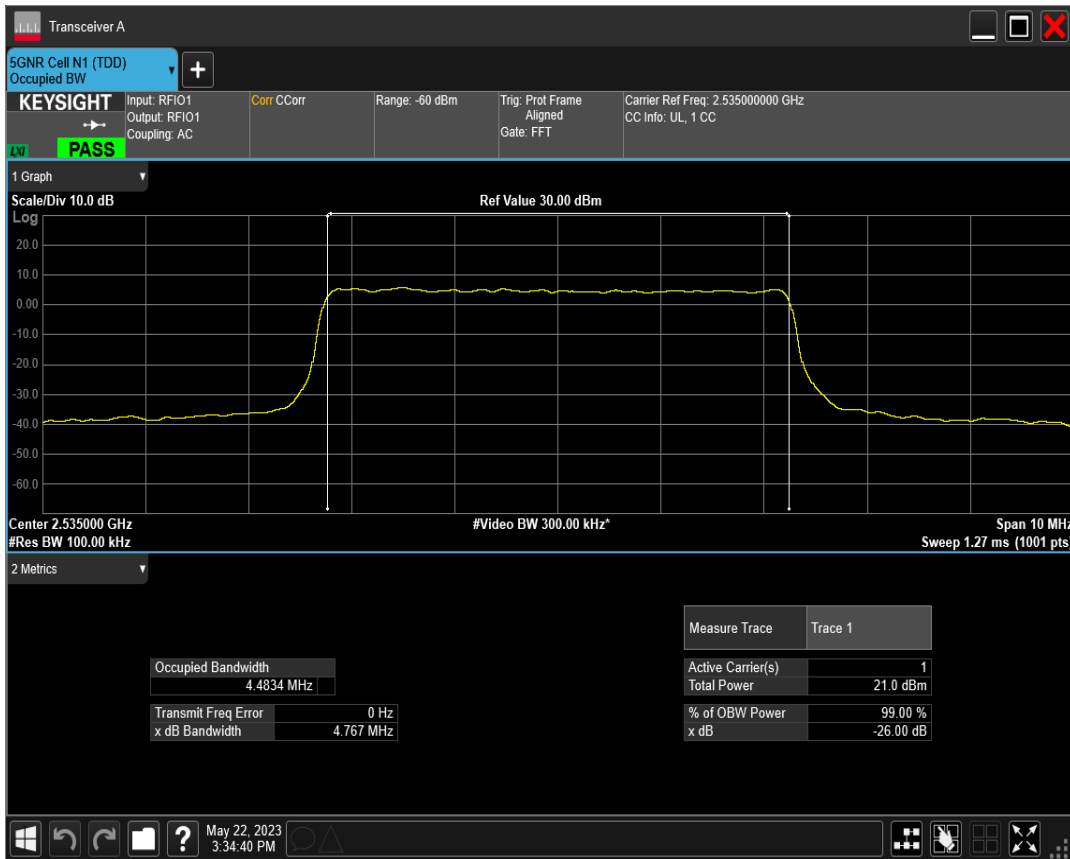 Transceiver A
5GNR Cell N1 (TDD)
Occupied BW
+
KEYSIGHT
LXI
PASS
Input: RFIO1
Output: RFIO1
Coupling: AC
Corr CCorr
Range: -60 dBm
Trig: Prot Frame
Aligned
Gate: FFT
Carrier Ref Freq: 2.535000000 GHz
CC Info: UL, 1 CC
1 Graph
Scale/Div 10.0 dB
Ref Value 30.00 dBm
Log
20.0
10.0
0.00
-10.0
-20.0
-30.0
-40.0
-50.0
-60.0
Center 2.535000 GHz
#Video BW 300.00 kHz*
Span 10 MHz
#Res BW 100.00 kHz
Sweep 1.27 ms (1001 pts)
2 Metrics
Measure Trace Trace 1
Occupied Bandwidth
4.4834 MHz
Active Carrier(s) 1
Total Power 21.0 dBm
Transmit Freq Error 0 Hz
x dB Bandwidth 4.767 MHz
% of OBW Power 99.00 %
x dB -26.00 dB
?
May 22, 2023
3:34:40 PM